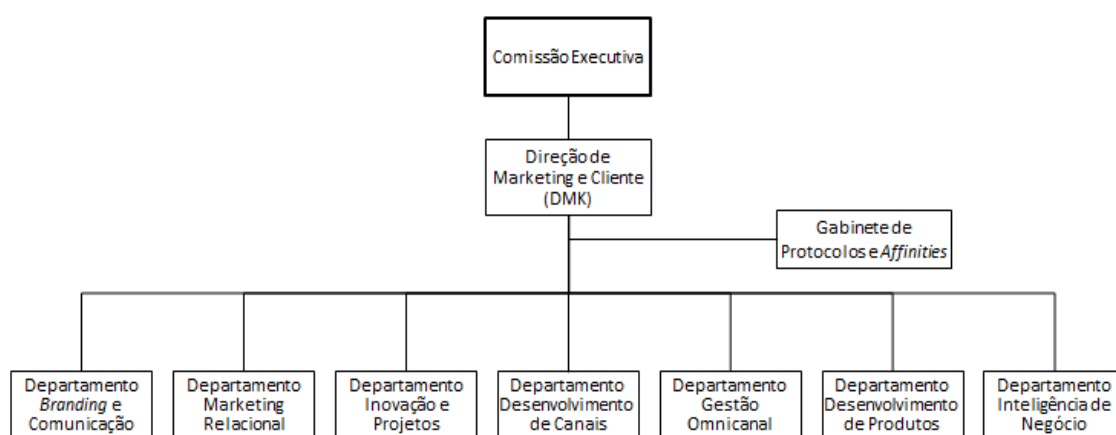 Comissão Executiva
Direção de
Marketing e Cliente
(DMK)
Gabinete de
Protocolos e Affinities
Departamento
Branding e
Comunicação
Departamento
Marketing
Relacional
Departamento
Inovação e
Projetos
Departamento
Desenvolvimento
de Canais
Departamento
Gestão
Omnicanal
Departamento
Desenvolvimento
de Produtos
Departamento
Inteligência de
Negócio